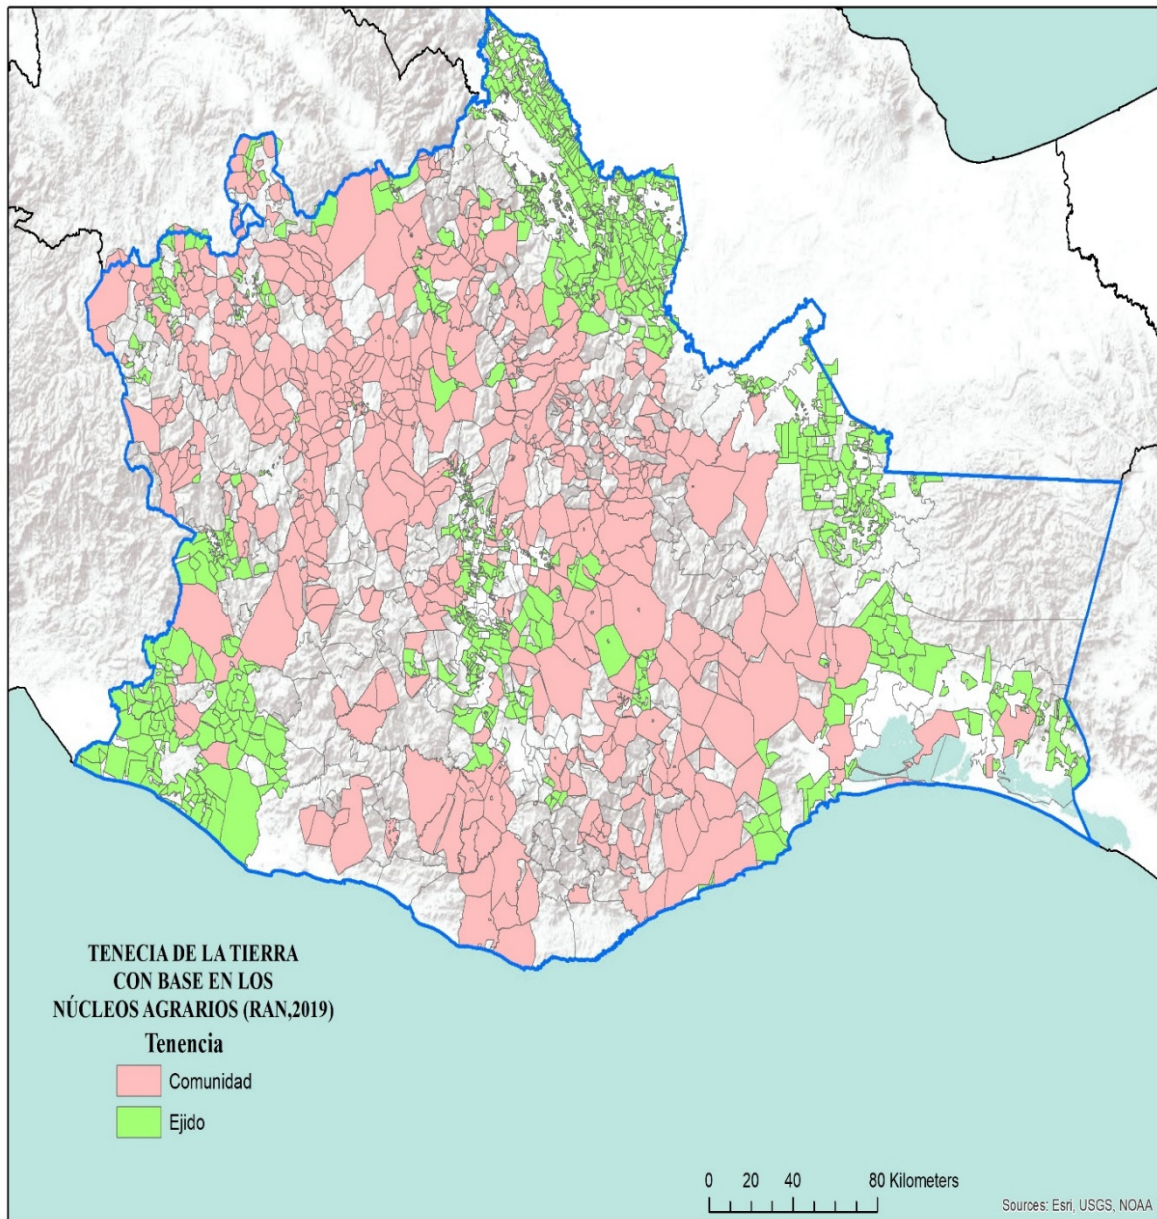 TENECIA DE LA TIERRA
CON BASE EN LOS
NÚCLEOS AGRARIOS (RAN,2019)
Tenencia
Comunidad
Ejido
0 20 40 80 Kilometers
Sources: Esri, USGS, NOAA